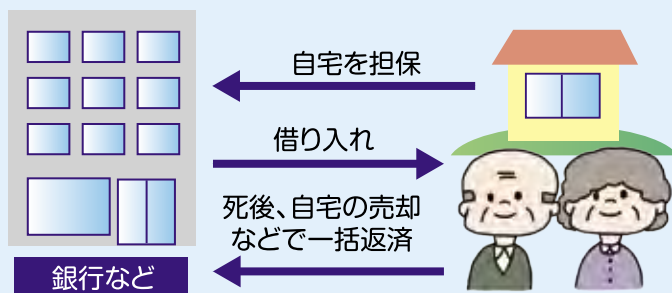 自宅を担保
借り入れ
死後、自宅の売却
などで一括返済
銀行など